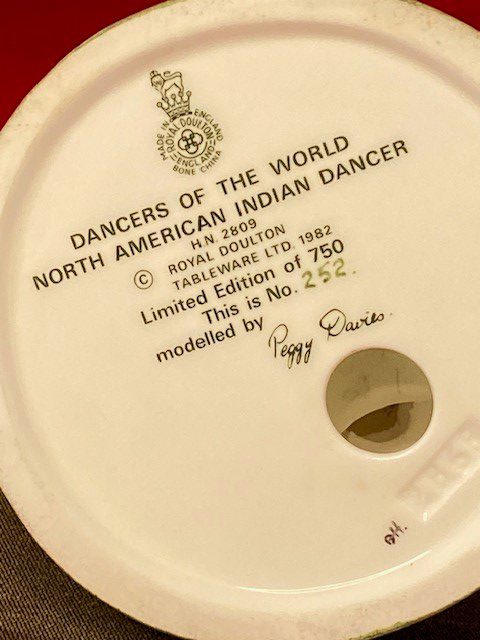 MADE IN ENGLAND
ROYAL DOULTON
ENGLAND
BONE CHINA
DANCERS OF THE WORLD
NORTH AMERICAN INDIAN DANCER
H.N. 2809
© ROYAL DOULTON
TABLEWARE LTD. 1982
Limited Edition of 750
This is No. 252.
modelled by Peggy Davies.